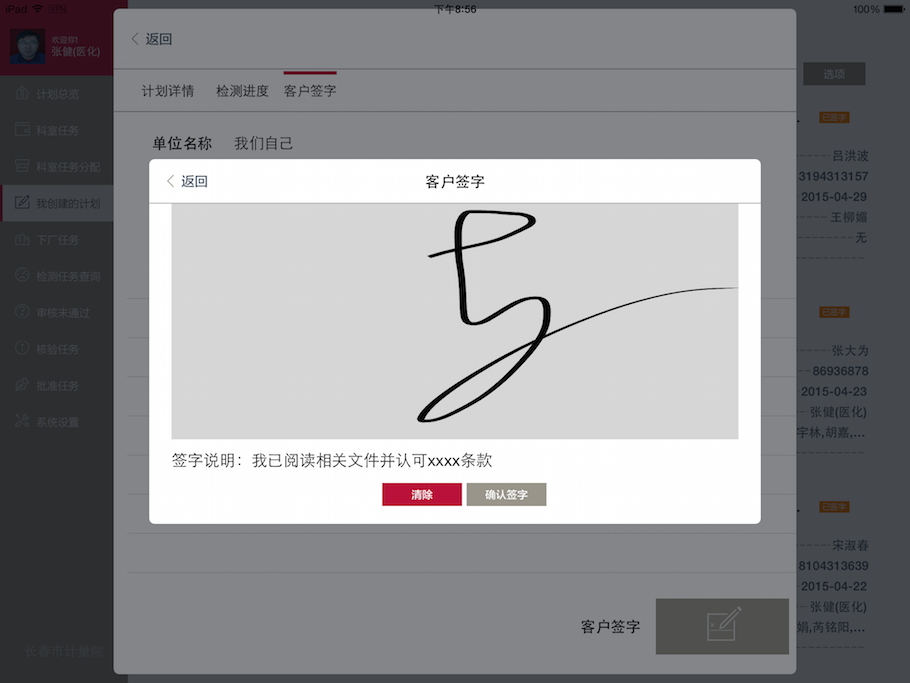 iPad
下午8:56
100%
欢迎你!
张健(医化)
计划总览
科室任务
科室任务分配
我创建的计划
下厂任务
检测任务查询
审核未通过
核验任务
批准任务
系统设置
长春市计量院
返回
计划详情 检测进度 客户签字
单位名称 我们自己
返回
客户签字
签字说明：我已阅读相关文件并认可xxxx条款
清除 确认签字
客户签字
选项
已签字
吕洪波
3194313157
2015-04-29
王柳媚
无
已签字
张大为
86936878
2015-04-23
张健(医化)
宇林,胡嘉,...
已签字
宋淑春
8104313639
2015-04-22
张健(医化)
娟,芮铭阳,...